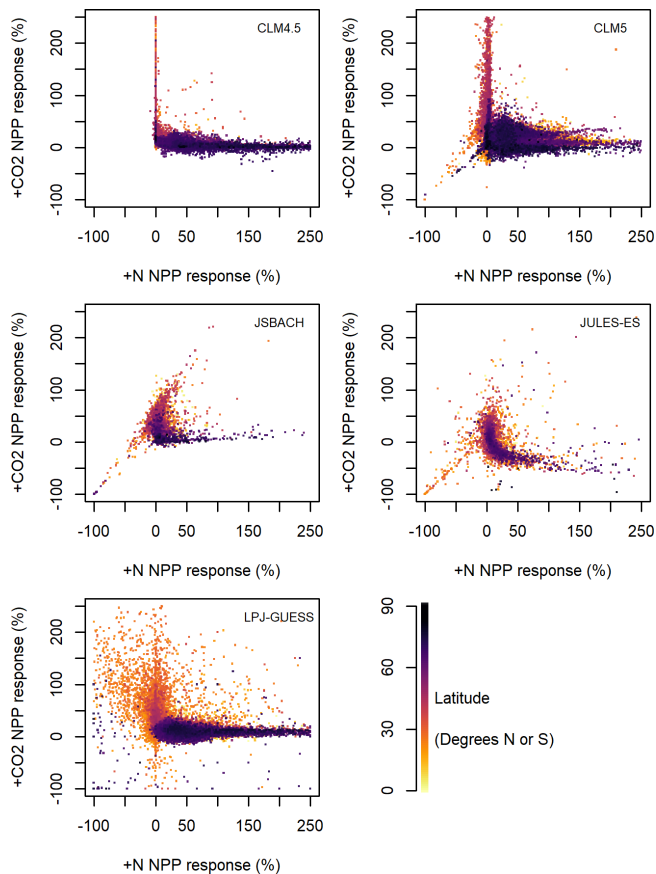 CLM4.5
+CO2 NPP response (%)
-100 0 100 200
-100 0 50 150 250
+N NPP response (%)
CLM5
+CO2 NPP response (%)
-100 0 100 200
-100 0 50 150 250
+N NPP response (%)
JSBACH
+CO2 NPP response (%)
-100 0 100 200
-100 0 50 150 250
+N NPP response (%)
JULES-ES
+CO2 NPP response (%)
-100 0 100 200
-100 0 50 150 250
+N NPP response (%)
LPJ-GUESS
+CO2 NPP response (%)
-100 0 100 200
-100 0 50 150 250
+N NPP response (%)
90
60
Latitude
30
(Degrees N or S)
0